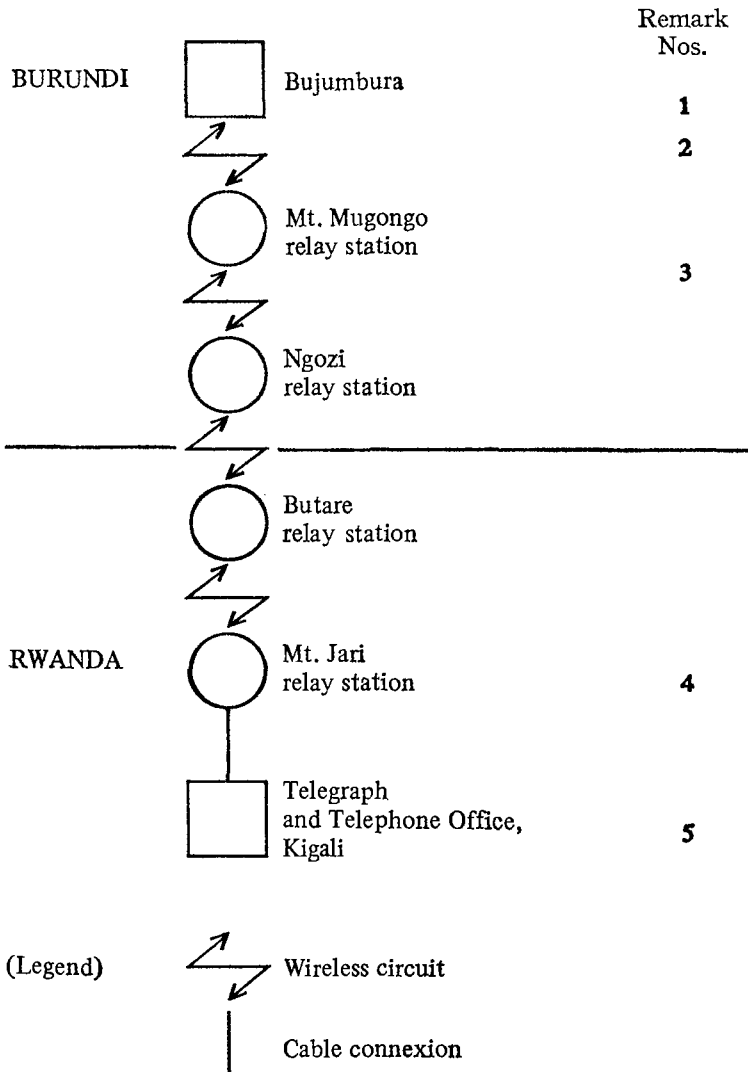 Remark
Nos.
BURUNDI
Bujumbura
1
2
Mt. Mugongo
relay station
3
Ngozi
relay station
Butare
relay station
RWANDA
Mt. Jari
relay station
4
Telegraph
and Telephone Office,
Kigali
5
(Legend)
Wireless circuit
Cable connexion